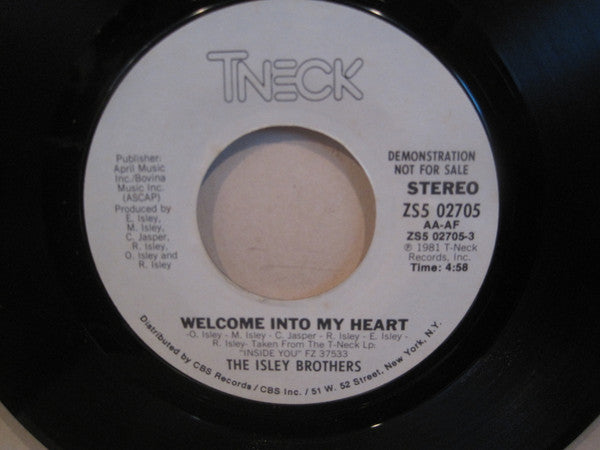 TNECK
Publisher:
April Music
Inc./Bovina
Music Inc.
(ASCAP)
Produced by
E. Isley,
M. Isley,
C. Jasper,
R. Isley,
O. Isley and
R. Isley
DEMONSTRATION
NOT FOR SALE
STEREO
ZS5 02705
AA-AF
ZS5 02705-3
℗ 1981 T-Neck
Records, Inc.
Time: 4:58
WELCOME INTO MY HEART
-O. Isley - M. Isley - C. Jasper - R. Isley - E. Isley -
R. Isley- Taken From The T-Neck Lp.
"INSIDE YOU" FZ 37533
THE ISLEY BROTHERS
Distributed by CBS Records / CBS Inc. / 51 W. 52 Street, New York, N.Y.